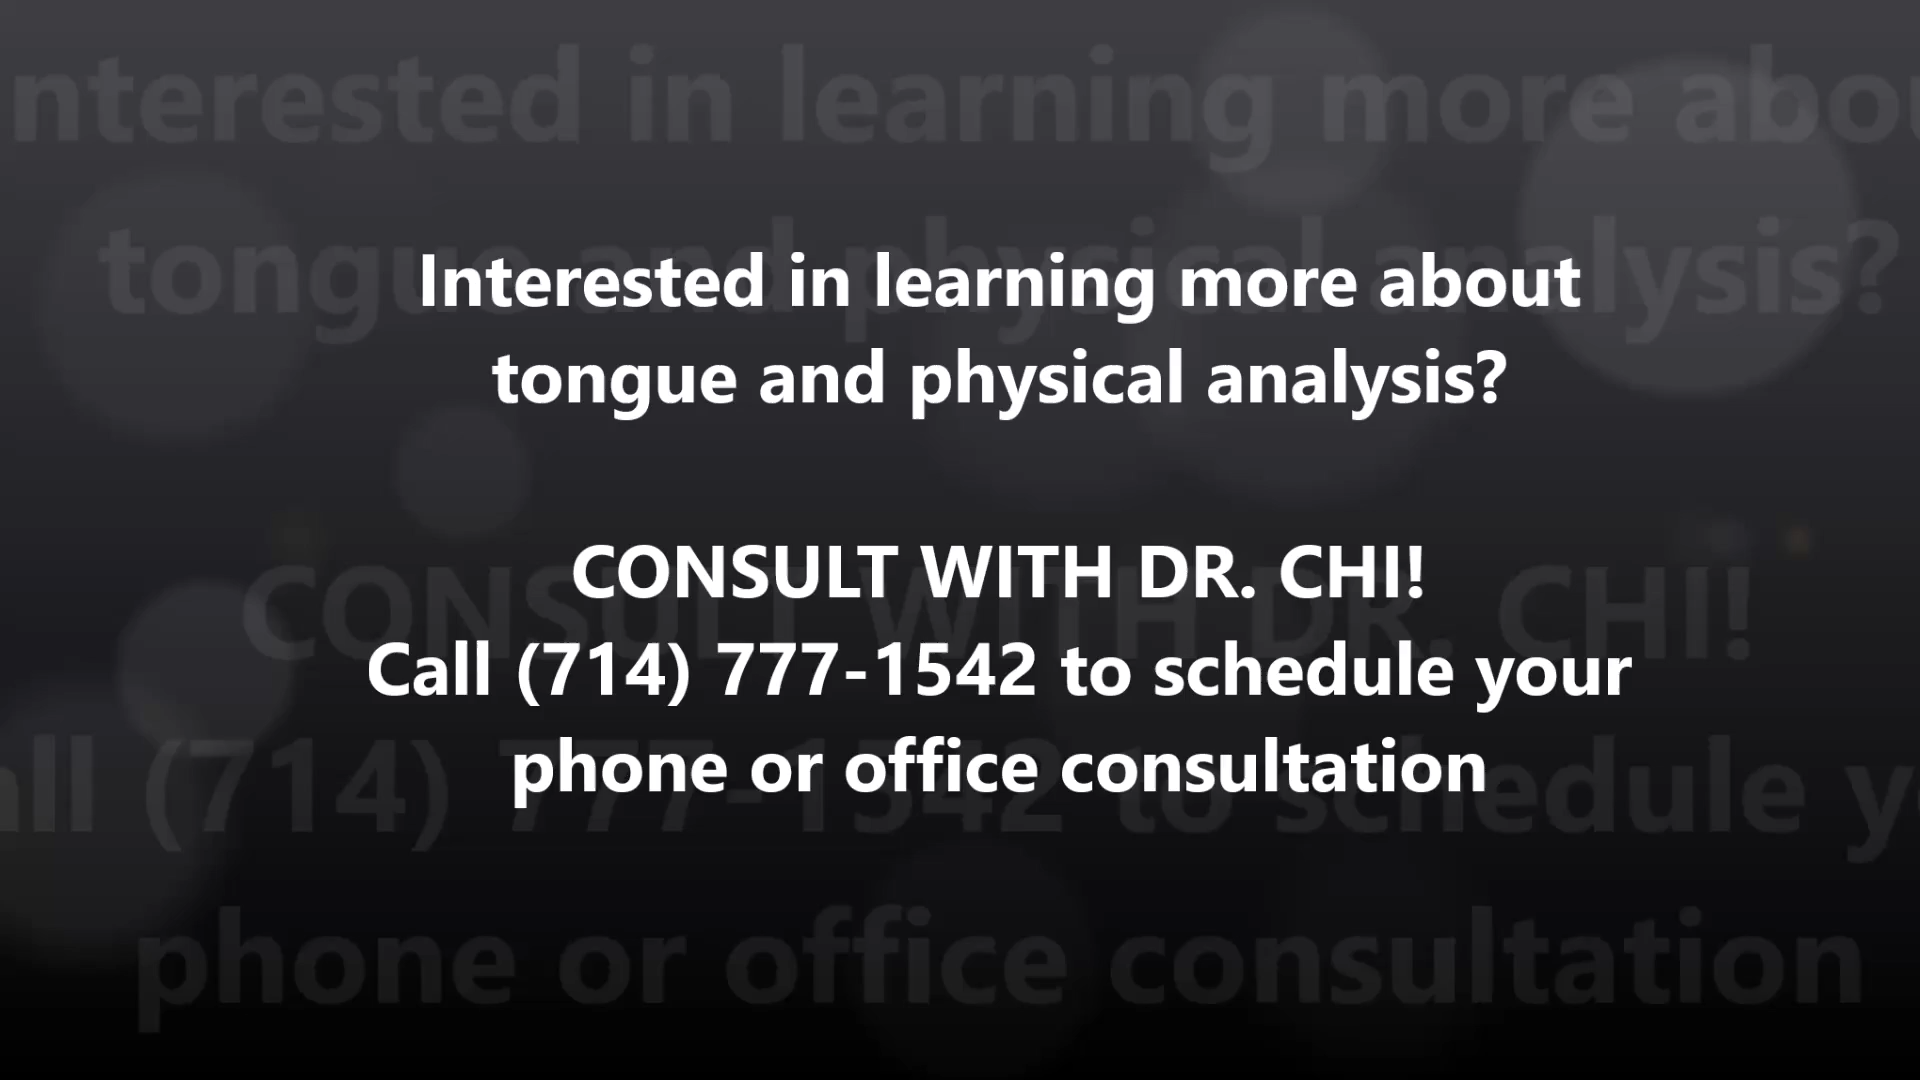 Interested in learning more about
tongue and physical analysis?
CONSULT WITH DR. CHI!
Call (714) 777-1542 to schedule your
phone or office consultation